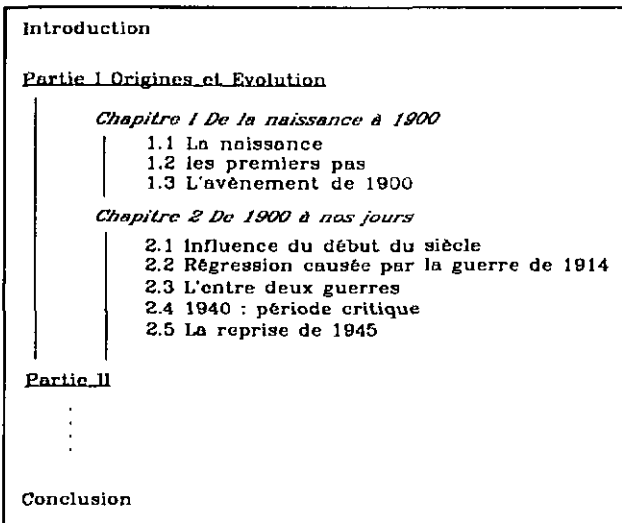 Introduction
Partie I Origines et Evolution
Chapitre 1 De la naissance à 1900
1.1 La naissance
1.2 les premiers pas
1.3 L'avènement de 1900
Chapitre 2 De 1900 à nos jours
2.1 Influence du début du siècle
2.2 Régression causée par la guerre de 1914
2.3 L'entre deux guerres
2.4 1940 : période critique
2.5 La reprise de 1945
Partie II
Conclusion